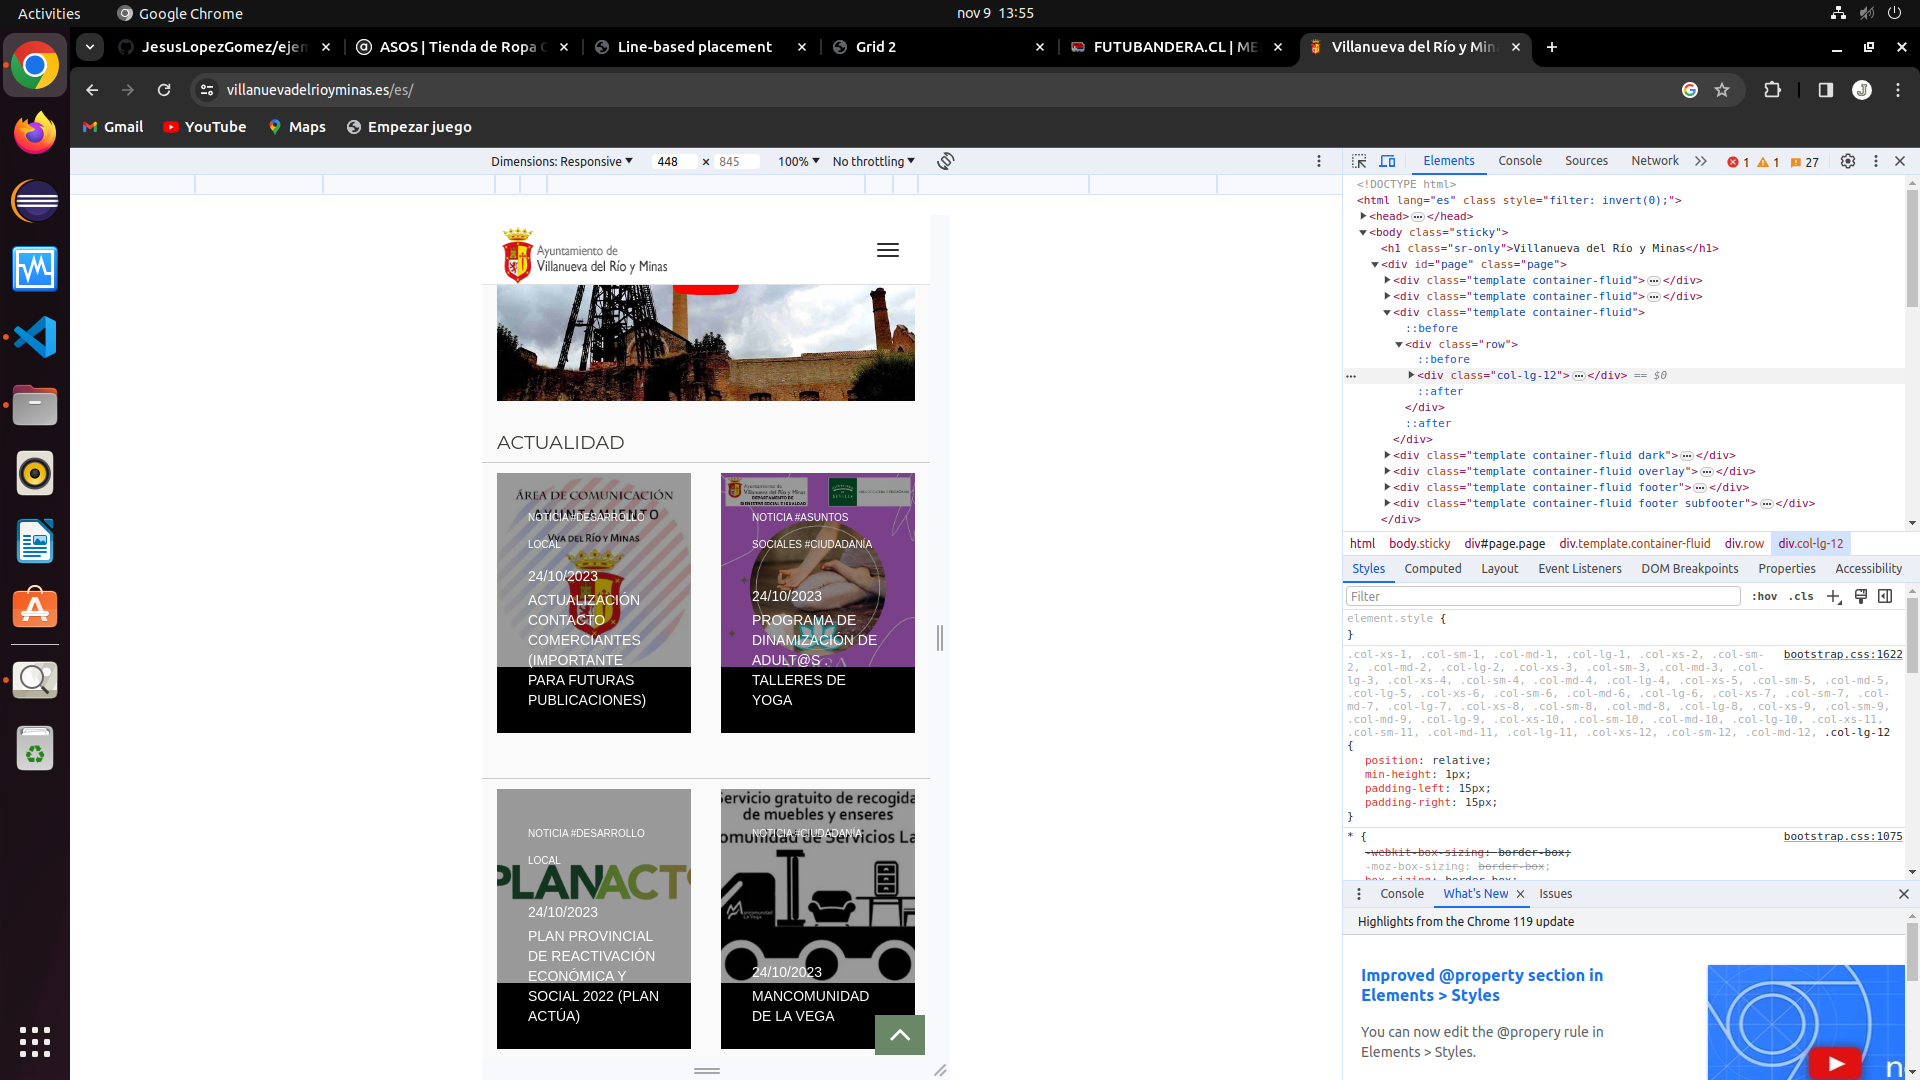 Activities
Google Chrome
nov 9 13:55
JesusLopezGomez/ejem
ASOS | Tienda de Ropa O
Line-based placement
Grid 2
FUTUBANDERA.CL | ME
Villanueva del Río y Min
villanuevadelrioyminas.es/es/
Gmail
YouTube
Maps
Empezar juego
Dimensions: Responsive
448
×
845
100%
No throttling
Ayuntamiento de
Villanueva del Río y Minas
ACTUALIDAD
ÁREA DE COMUNICACIÓN
AYUNTAMIENTO
VVA DEL RÍO Y MINAS
NOTICIA #DESARROLLO
LOCAL
24/10/2023
ACTUALIZACIÓN
CONTACTO
COMERCIANTES
(IMPORTANTE
PARA FUTURAS
PUBLICACIONES)
NOTICIA #ASUNTOS
SOCIALES #CIUDADANÍA
24/10/2023
PROGRAMA DE
DINAMIZACIÓN DE
ADULT@S .
TALLERES DE
YOGA
NOTICIA #DESARROLLO
LOCAL
PLANACT
24/10/2023
PLAN PROVINCIAL
DE REACTIVACIÓN
ECONÓMICA Y
SOCIAL 2022 (PLAN
ACTÚA)
Servicio gratuito de recogida
de muebles y enseres
omunidad de Servicios La
NOTICIA #CIUDADANÍA
24/10/2023
MANCOMUNIDAD
DE LA VEGA
Elements
Console
Sources
Network
1
1
27
<!DOCTYPE html>
<html lang="es" class style="filter: invert(0);">
<head>…</head>
<body class="sticky">
<h1 class="sr-only">Villanueva del Río y Minas</h1>
<div id="page" class="page">
<div class="template container-fluid">…</div>
<div class="template container-fluid">…</div>
<div class="template container-fluid">
::before
<div class="row">
::before
<div class="col-lg-12">…</div> == $0
::after
</div>
::after
</div>
<div class="template container-fluid dark">…</div>
<div class="template container-fluid overlay">…</div>
<div class="template container-fluid footer">…</div>
<div class="template container-fluid footer subfooter">…</div>
</div>
html
body.sticky
div#page.page
div.template.container-fluid
div.row
div.col-lg-12
Styles
Computed
Layout
Event Listeners
DOM Breakpoints
Properties
Accessibility
Filter
:hov
.cls
element.style {
}
bootstrap.css:1622
.col-xs-1, .col-sm-1, .col-md-1, .col-lg-1, .col-xs-2, .col-sm-
2, .col-md-2, .col-lg-2, .col-xs-3, .col-sm-3, .col-md-3, .col-
lg-3, .col-xs-4, .col-sm-4, .col-md-4, .col-lg-4, .col-xs-5, .col-sm-5, .col-md-5,
.col-lg-5, .col-xs-6, .col-sm-6, .col-md-6, .col-lg-6, .col-xs-7, .col-sm-7, .col-
md-7, .col-lg-7, .col-xs-8, .col-sm-8, .col-md-8, .col-lg-8, .col-xs-9, .col-sm-9,
.col-md-9, .col-lg-9, .col-xs-10, .col-sm-10, .col-md-10, .col-lg-10, .col-xs-11,
.col-sm-11, .col-md-11, .col-lg-11, .col-xs-12, .col-sm-12, .col-md-12, .col-lg-12
{
position: relative;
min-height: 1px;
padding-left: 15px;
padding-right: 15px;
}
* {
bootstrap.css:1075
-webkit-box-sizing: border-box;
-moz-box-sizing: border-box;
box-sizing: border-box;
Console
What's New
Issues
Highlights from the Chrome 119 update
Improved @property section in
Elements > Styles
You can now edit the @propery rule in
Elements > Styles.
n